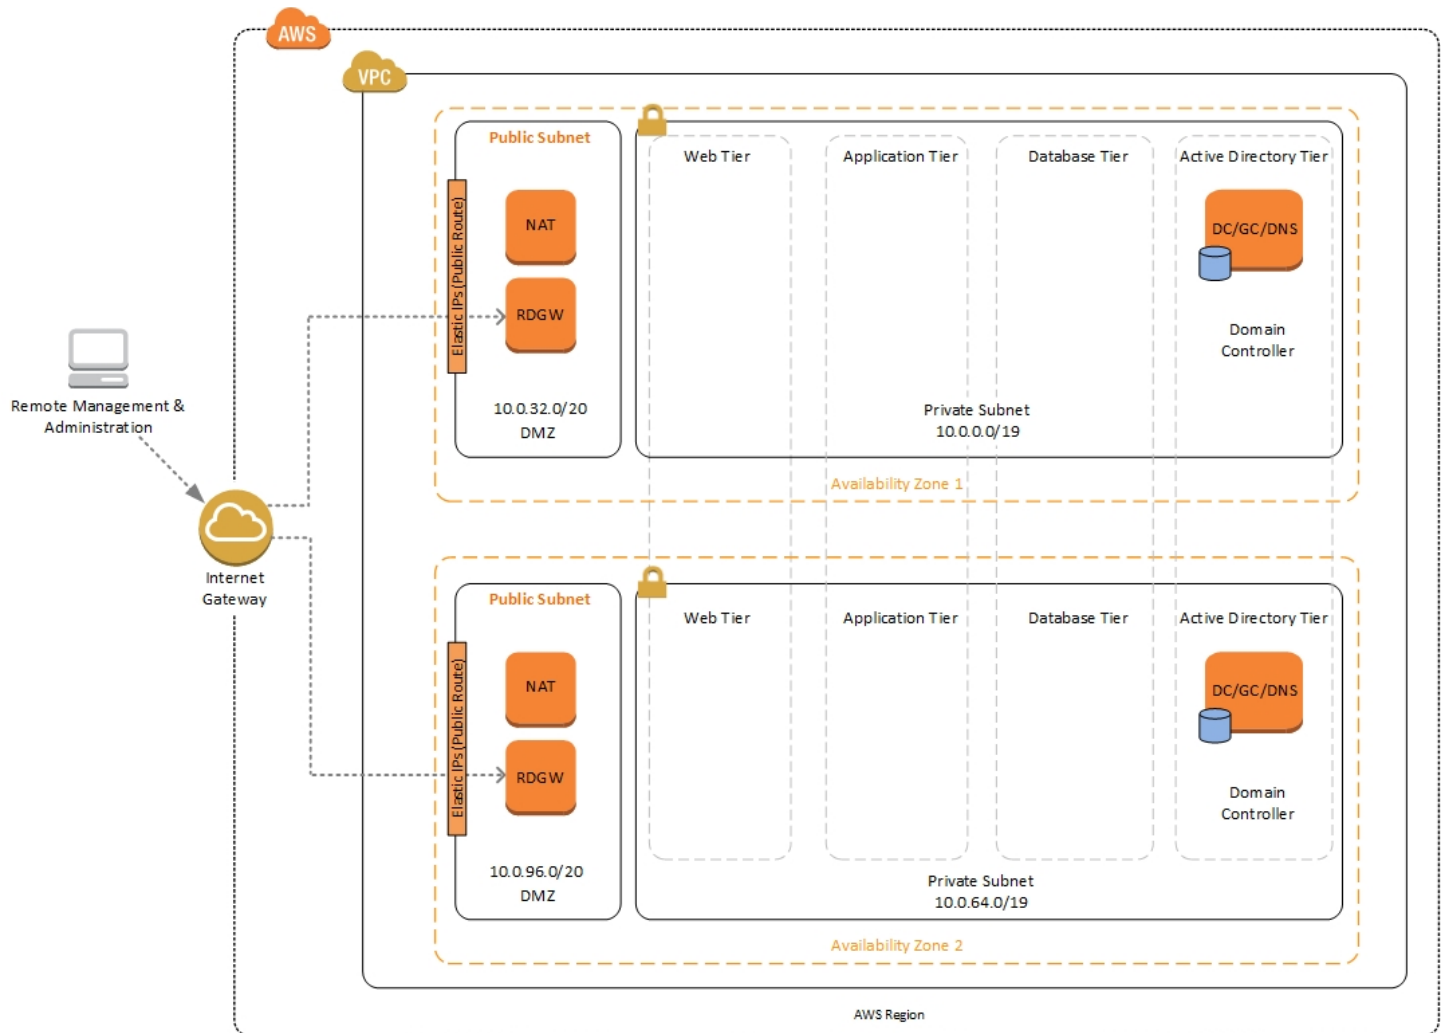 AWS
VPC
Public Subnet
Web Tier
Application Tier
Database Tier
Active Directory Tier
Elastic IPs (Public Route)
NAT
DC/GC/DNS
RDGW
Domain
Controller
10.0.32.0/20
DMZ
Private Subnet
10.0.0.0/19
Availability Zone 1
Remote Management &
Administration
Internet
Gateway
Public Subnet
Web Tier
Application Tier
Database Tier
Active Directory Tier
Elastic IPs (Public Route)
NAT
DC/GC/DNS
RDGW
Domain
Controller
10.0.96.0/20
DMZ
Private Subnet
10.0.64.0/19
Availability Zone 2
AWS Region